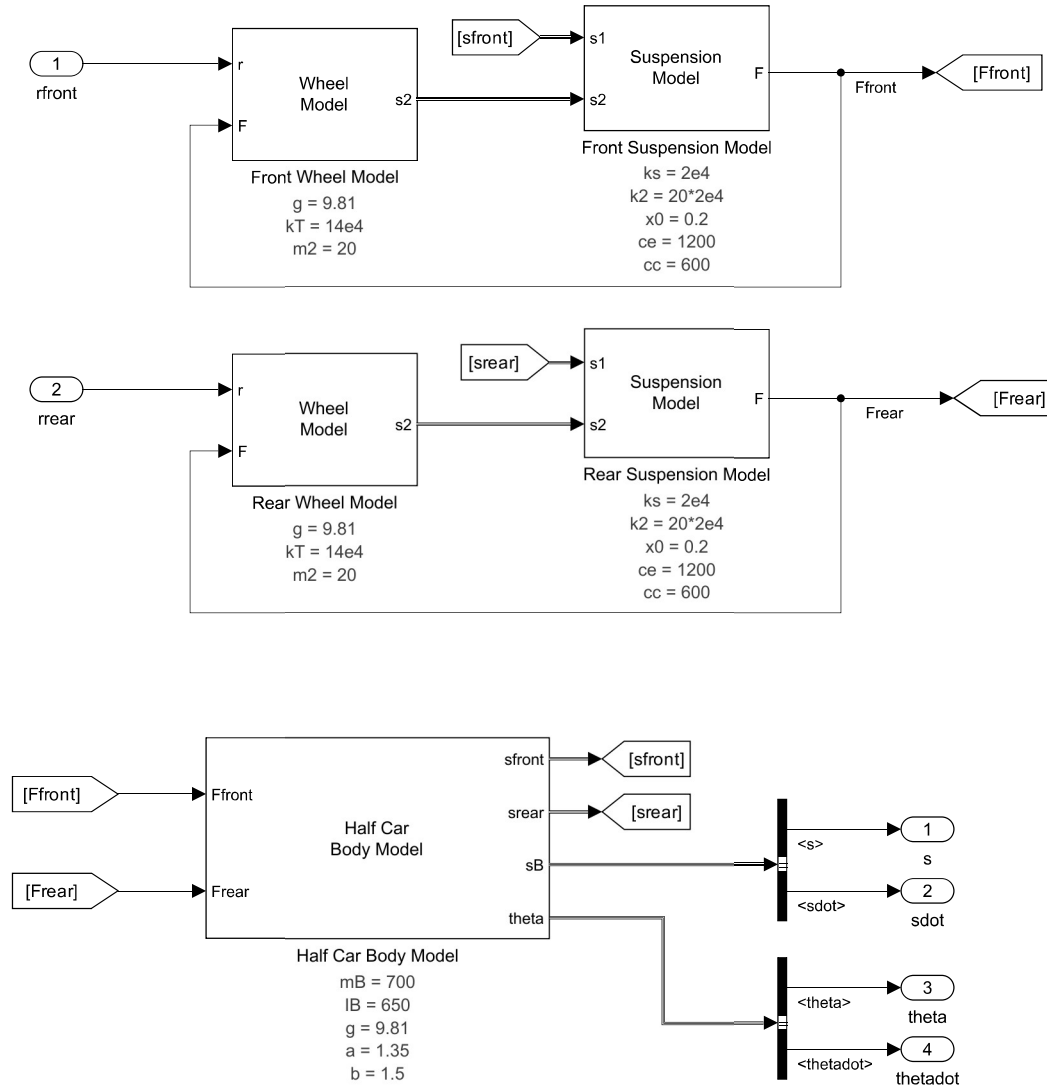 [sfront]
s1
Suspension
Model
1
r
Wheel
Model
F
[Ffront]
rfront
s2
s2
Ffront
F
Front Suspension Model
Front Wheel Model
ks = 2e4
g = 9.81
k2 = 20*2e4
kT = 14e4
x0 = 0.2
m2 = 20
ce = 1200
cc = 600
[srear]
s1
Suspension
Model
2
r
Wheel
Model
F
[Frear]
rrear
s2
s2
Frear
F
Rear Suspension Model
Rear Wheel Model
ks = 2e4
g = 9.81
k2 = 20*2e4
kT = 14e4
x0 = 0.2
m2 = 20
ce = 1200
cc = 600
sfront
[sfront]
[Ffront]
Ffront
srear
[srear]
Half Car
Body Model
1
<s>
s
sB
[Frear]
Frear
2
<sdot>
sdot
theta
Half Car Body Model
mB = 700
IB = 650
g = 9.81
a = 1.35
b = 1.5
3
<theta>
theta
4
<thetadot>
thetadot